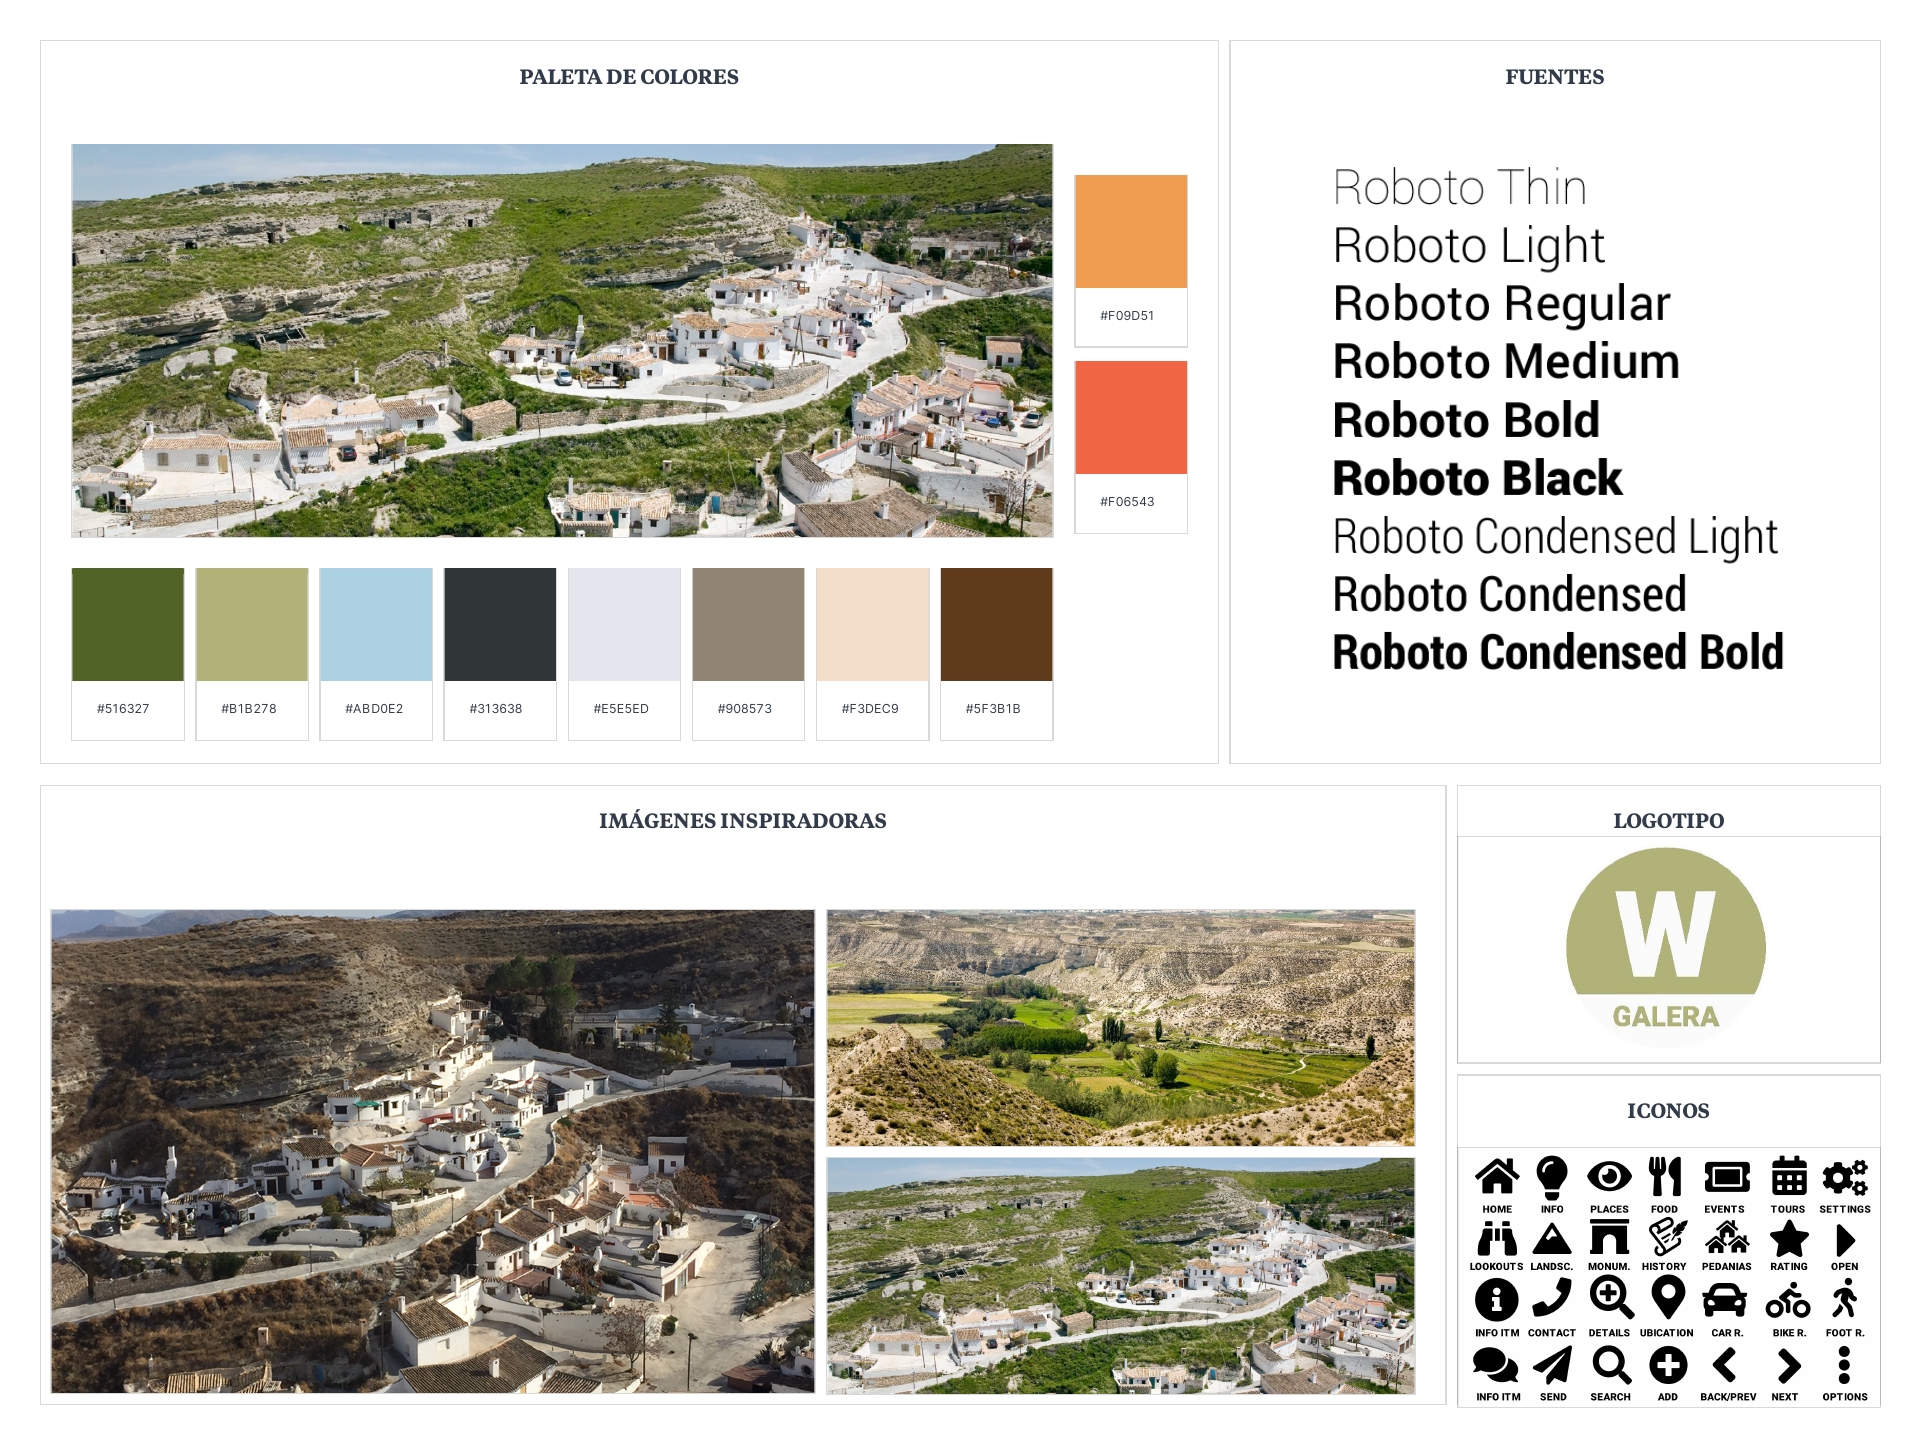 PALETA DE COLORES
#F09D51
#F06543
#516327
#B1B278
#ABD0E2
#313638
#E5E5ED
#908573
#F3DEC9
#5F3B1B
FUENTES
Roboto Thin
Roboto Light
Roboto Regular
Roboto Medium
Roboto Bold
Roboto Black
Roboto Condensed Light
Roboto Condensed
Roboto Condensed Bold
IMÁGENES INSPIRADORAS
LOGOTIPO
W
GALERA
ICONOS
HOME INFO PLACES FOOD EVENTS TOURS SETTINGS
LOOKOUTS LANDSC. MONUM. HISTORY PEDANIAS RATING OPEN
INFO ITM CONTACT DETAILS UBICATION CAR R. BIKE R. FOOT R.
INFO ITM SEND SEARCH ADD BACK/PREV NEXT OPTIONS